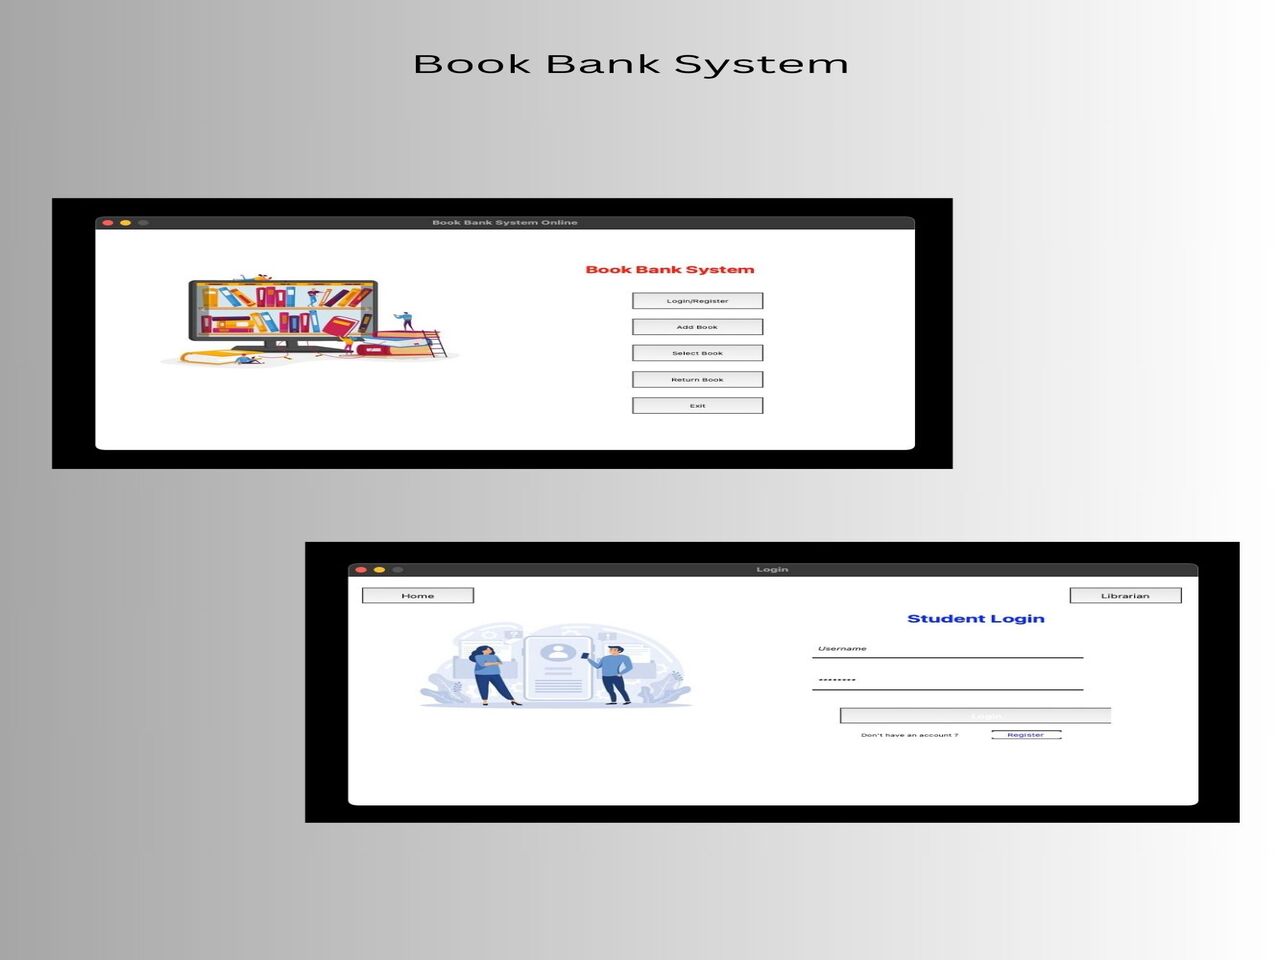 Book Bank System
Book Bank System Online
Book Bank System
Login/Register
Add Book
Select Book
Return Book
Exit
Login
Home
Librarian
Student Login
Username
••••••••
Login
Don't have an account ?
Register